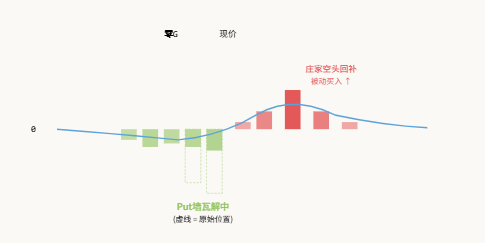 G
现价
庄家空头回补
被动买入 ↑
0
Put墙瓦解中
(虚线 = 原始位置)